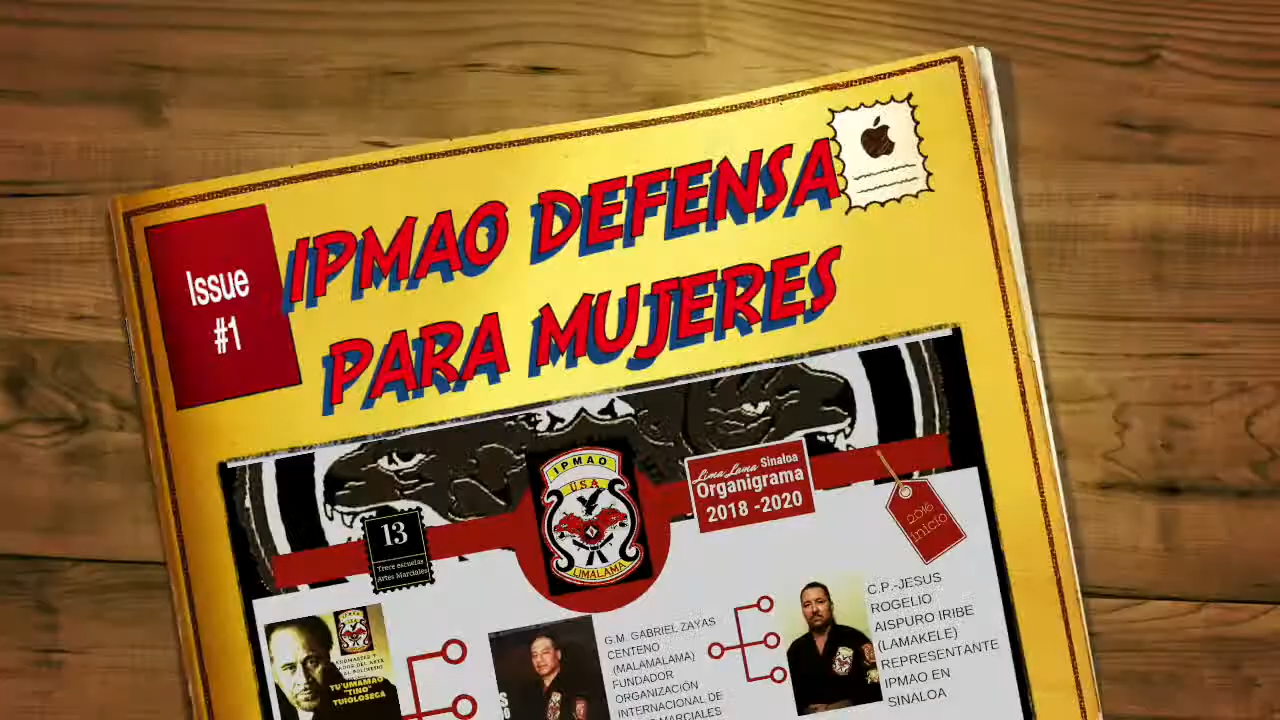 Issue
#1
IPMAO DEFENSA
PARA MUJERES
IPMAO
U.S.A
LIMALAMA
Lima Lama Sinaloa
Organigrama
2018 -2020
2016
inicio
13
Trere escuelas
Artes Marciales
IPMAO
TU'UMAMAO
"TINO"
TUIOLOSEGA
G.M. GABRIEL ZAYAS
CENTENO
(MALAMALAMA)
FUNDADOR
ORGANIZACIÓN
INTERNACIONAL DE
MARCIALES
C.P.-JESUS
ROGELIO
AISPURO IRIBE
(LAMAKELE)
REPRESENTANTE
IPMAO EN
SINALOA